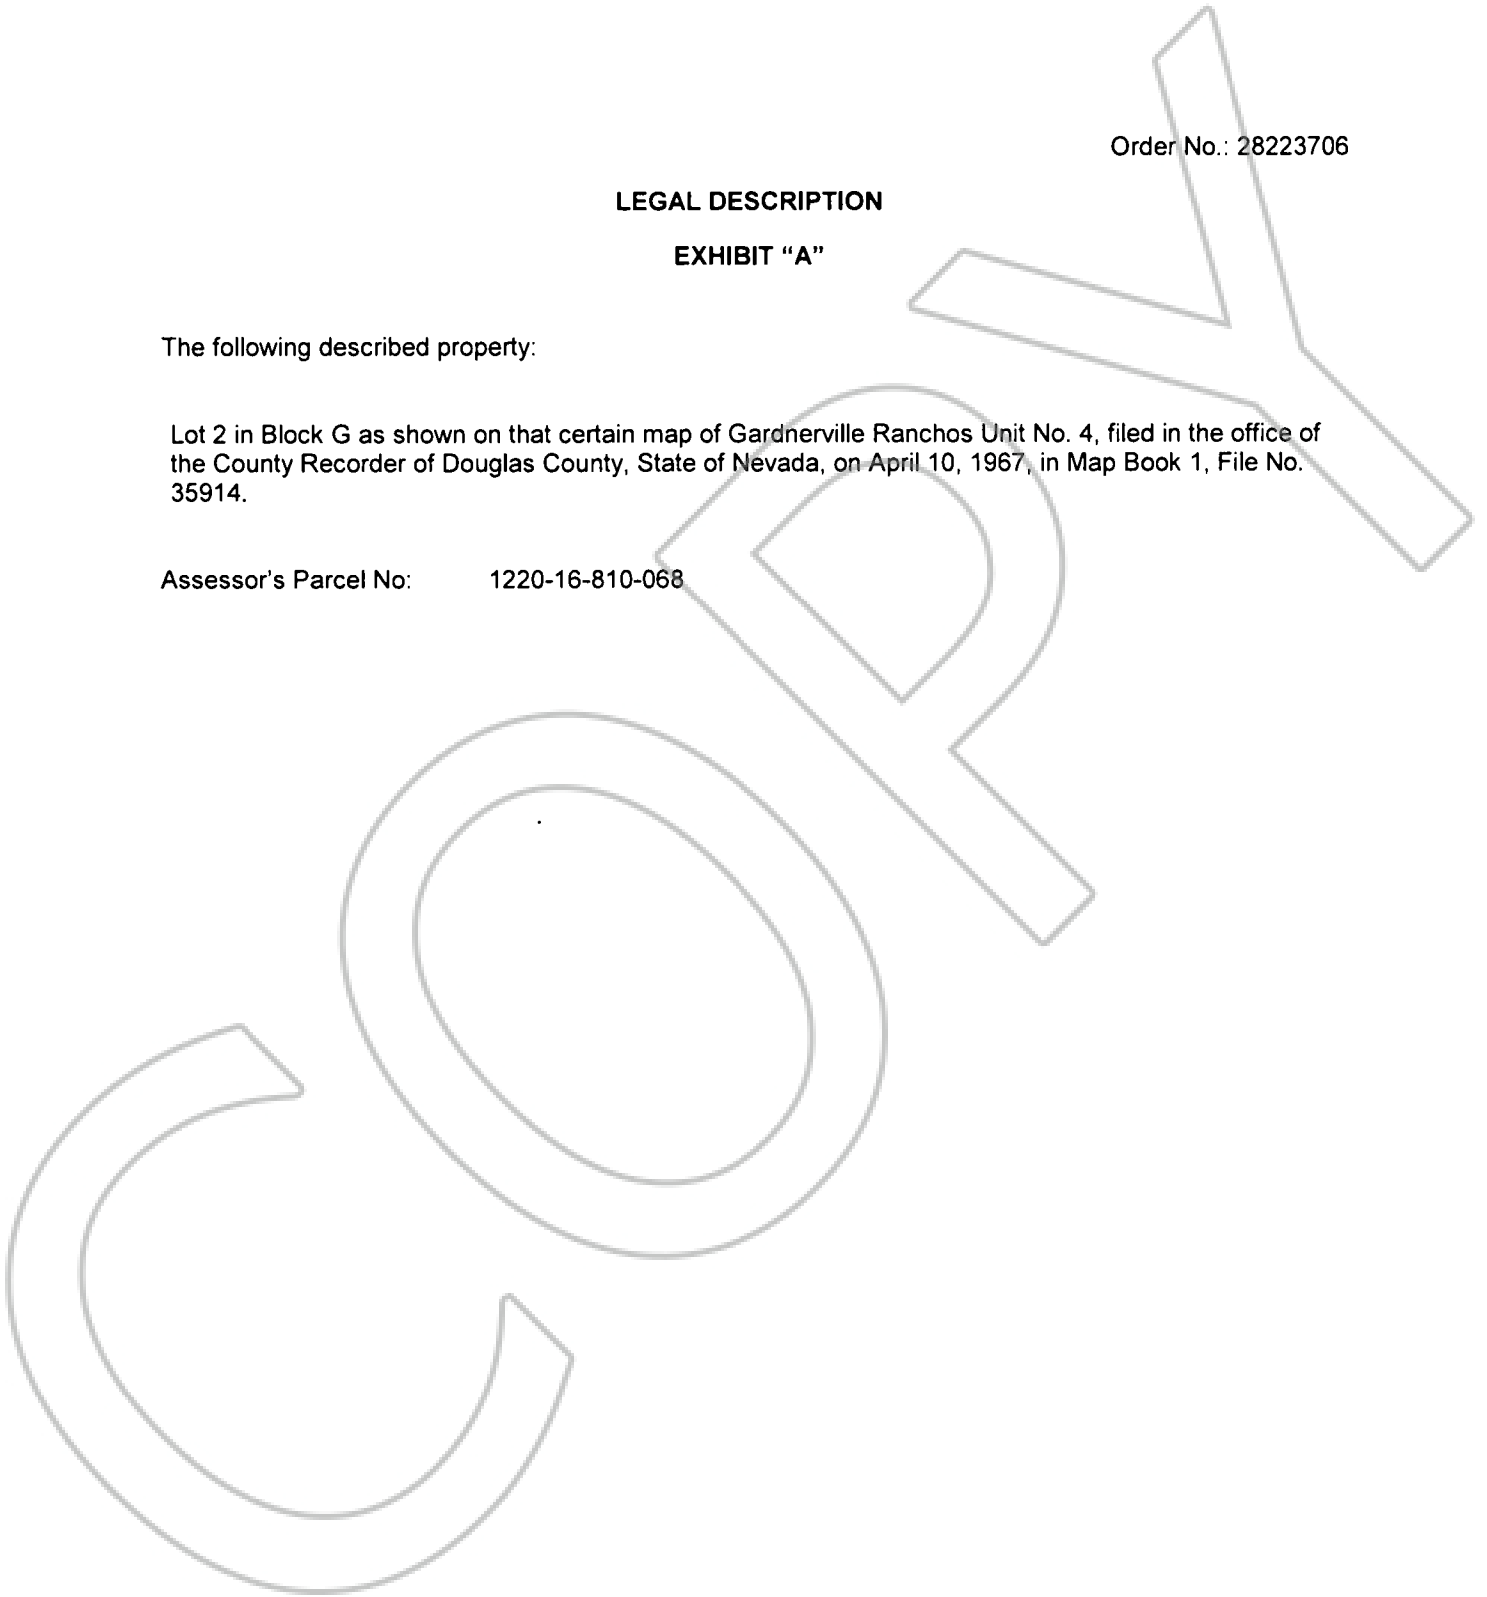 Order No.: 28223706
LEGAL DESCRIPTION
EXHIBIT “A”
The following described property:
Lot 2 in Block G as shown on that certain map of Gardnerville Ranchos Unit No. 4, filed in the office of
the County Recorder of Douglas County, State of Nevada, on April 10, 1967, in Map Book 1, File No.
35914.
Assessor’s Parcel No: 1220-16-810-068
COPY